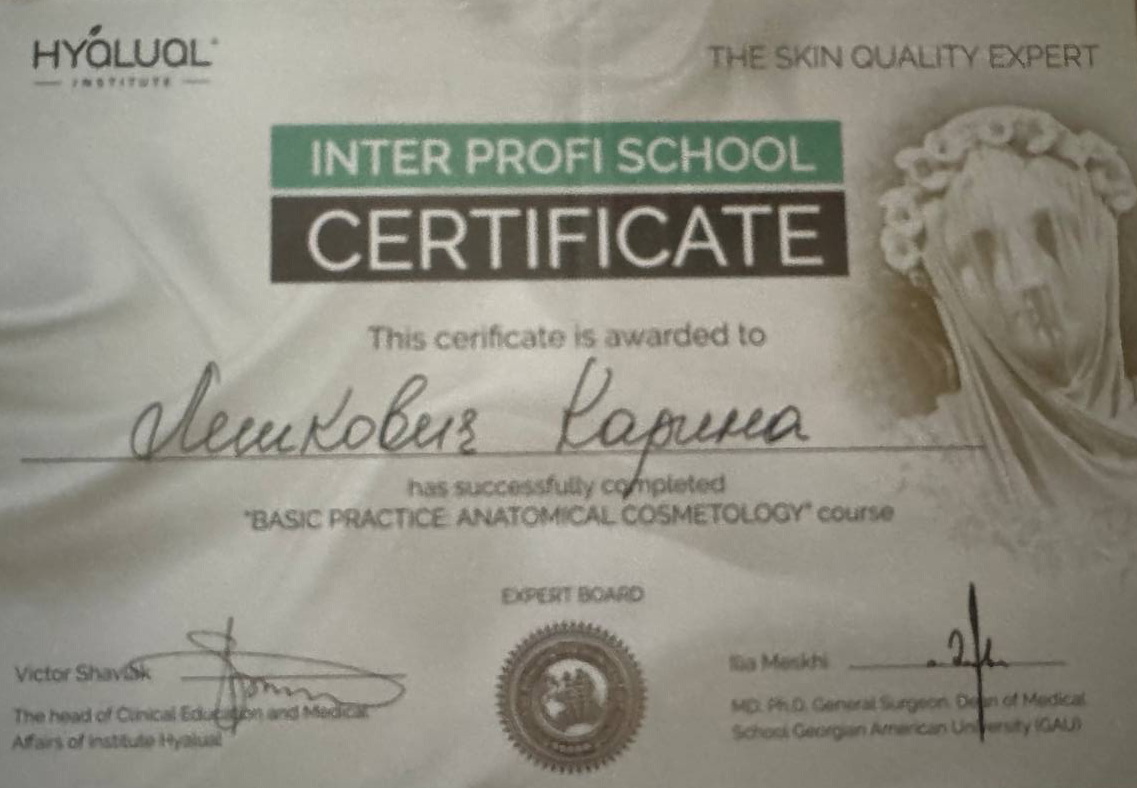 HYALUAL
INSTITUTE
THE SKIN QUALITY EXPERT
INTER PROFI SCHOOL
CERTIFICATE
This cerificate is awarded to
Лешкович Карина
has successfully completed
"BASIC PRACTICE: ANATOMICAL COSMETOLOGY" course
EXPERT BOARD
Victor
The head of Clinical Education and Medical
Affairs of institute Hyalual
Ilia Meskhi
MD. Ph.D. General Surgeon. Dean of Medical
School Georgian American University (GAU)